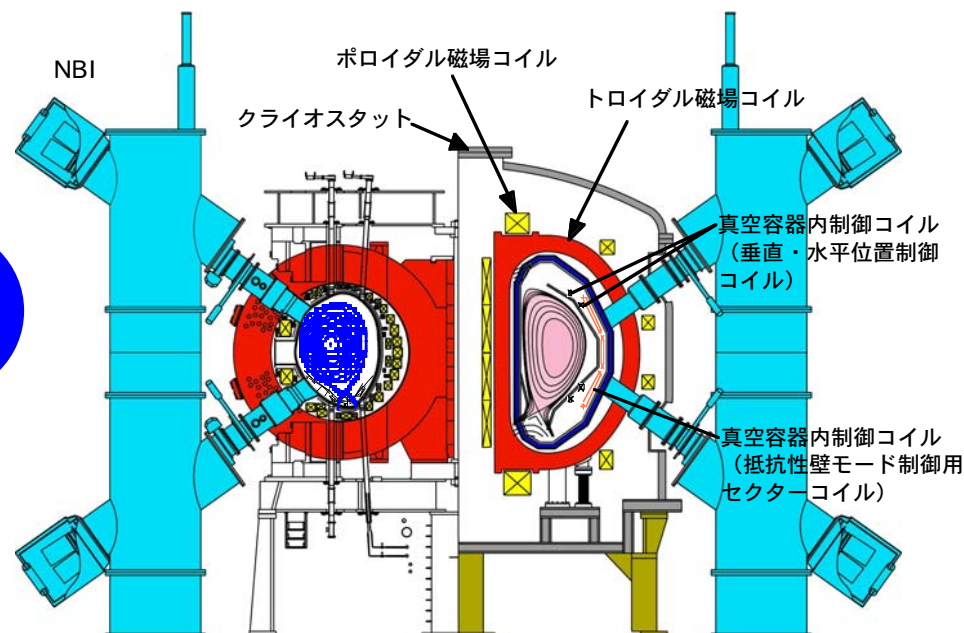 NBI
ポロイダル磁場コイル
トロイダル磁場コイル
クライオスタット
真空容器内制御コイル
（垂直・水平位置制御
コイル）
真空容器内制御コイル
（抵抗性壁モード制御用
セクターコイル）